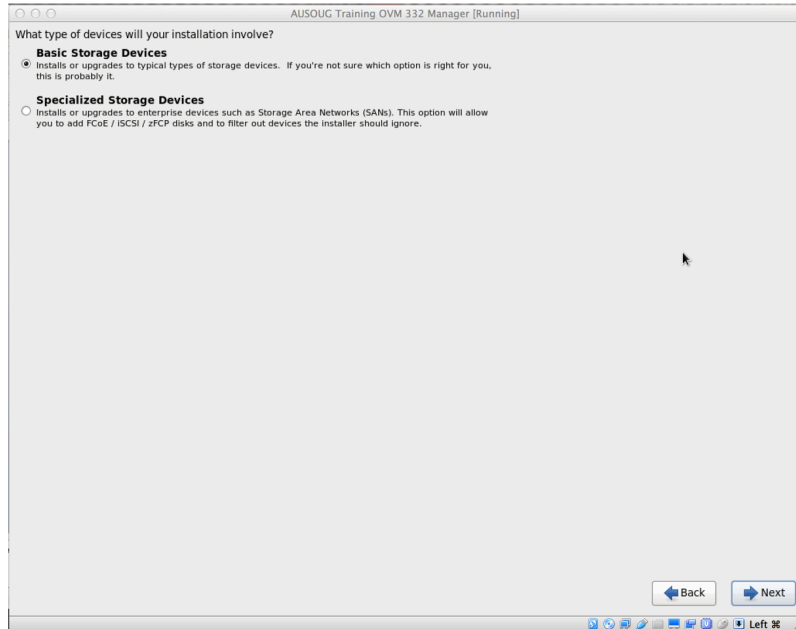 AUSOUG Training OVM 332 Manager [Running]
What type of devices will your installation involve?
Basic Storage Devices
Installs or upgrades to typical types of storage devices. If you're not sure which option is right for you,
this is probably it.
Specialized Storage Devices
Installs or upgrades to enterprise devices such as Storage Area Networks (SANs). This option will allow
you to add FCoE / iSCSI / zFCP disks and to filter out devices the installer should ignore.
Back
Next
Left ⌘